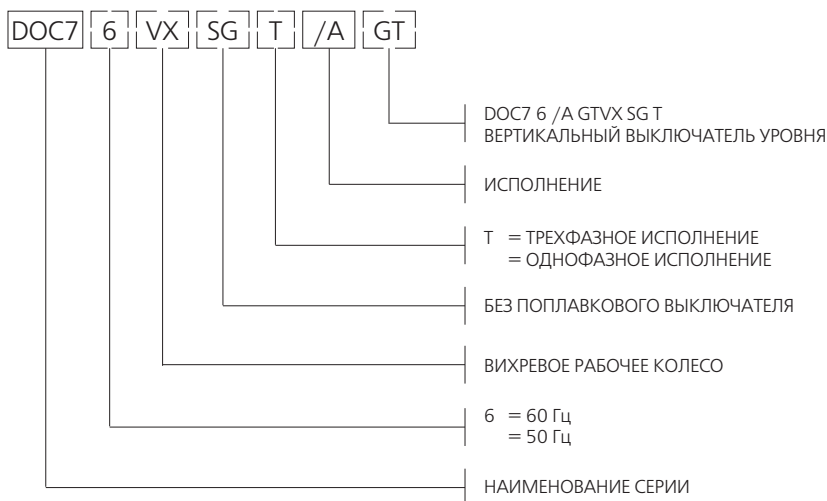 DOC7 6 VX SG T /A GT
DOC7 6 /A GTVX SG T
ВЕРТИКАЛЬНЫЙ ВЫКЛЮЧАТЕЛЬ УРОВНЯ
ИСПОЛНЕНИЕ
T = ТРЕХФАЗНОЕ ИСПОЛНЕНИЕ
= ОДНОФАЗНОЕ ИСПОЛНЕНИЕ
БЕЗ ПОПЛАВКОВОГО ВЫКЛЮЧАТЕЛЯ
ВИХРЕВОЕ РАБОЧЕЕ КОЛЕСО
6 = 60 Гц
= 50 Гц
НАИМЕНОВАНИЕ СЕРИИ